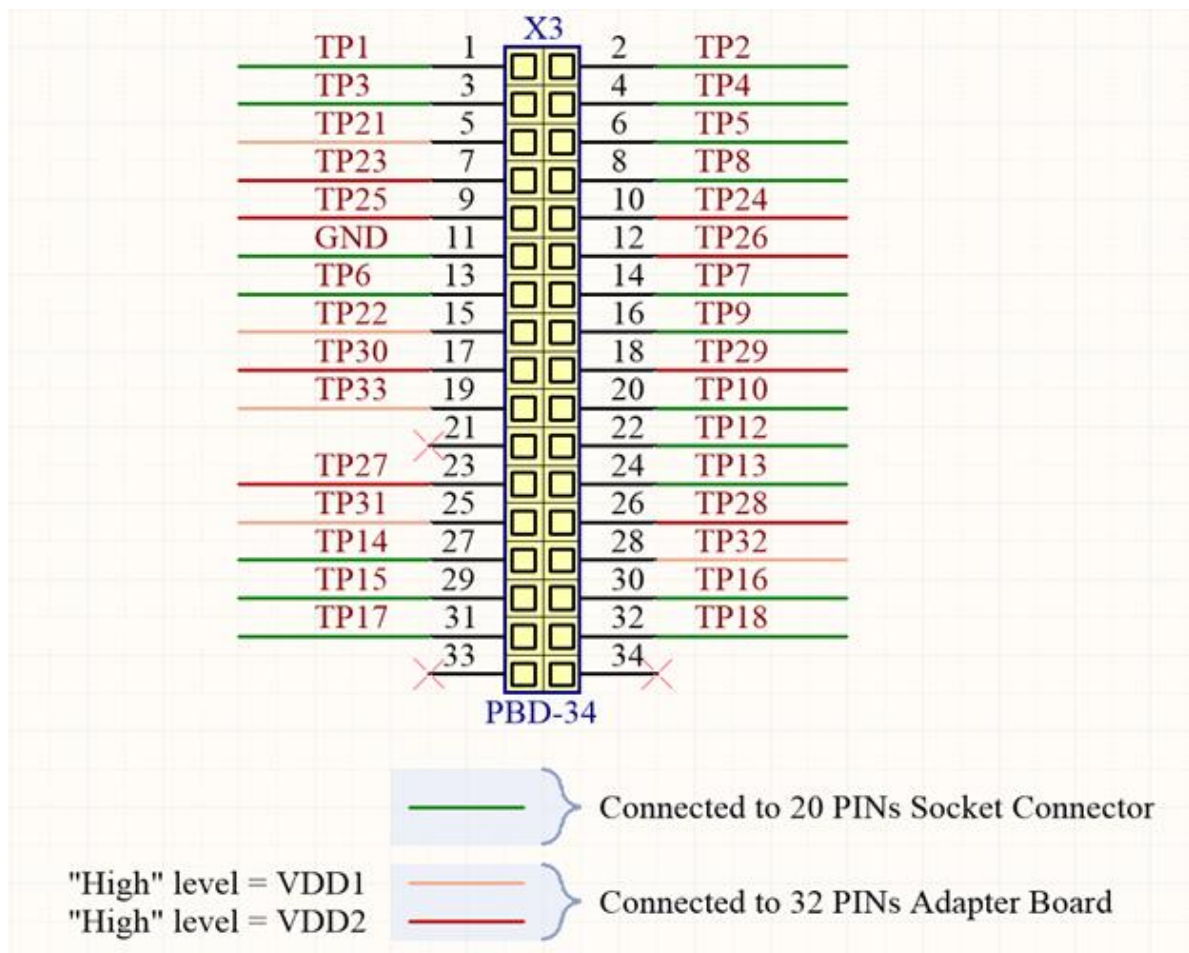 X3
TP1 1 2 TP2
TP3 3 4 TP4
TP21 5 6 TP5
TP23 7 8 TP8
TP25 9 10 TP24
GND 11 12 TP26
TP6 13 14 TP7
TP22 15 16 TP9
TP30 17 18 TP29
TP33 19 20 TP10
21 22 TP12
TP27 23 24 TP13
TP31 25 26 TP28
TP14 27 28 TP32
TP15 29 30 TP16
TP17 31 32 TP18
33 34
PBD-34
Connected to 20 PINs Socket Connector
"High" level = VDD1
"High" level = VDD2
Connected to 32 PINs Adapter Board